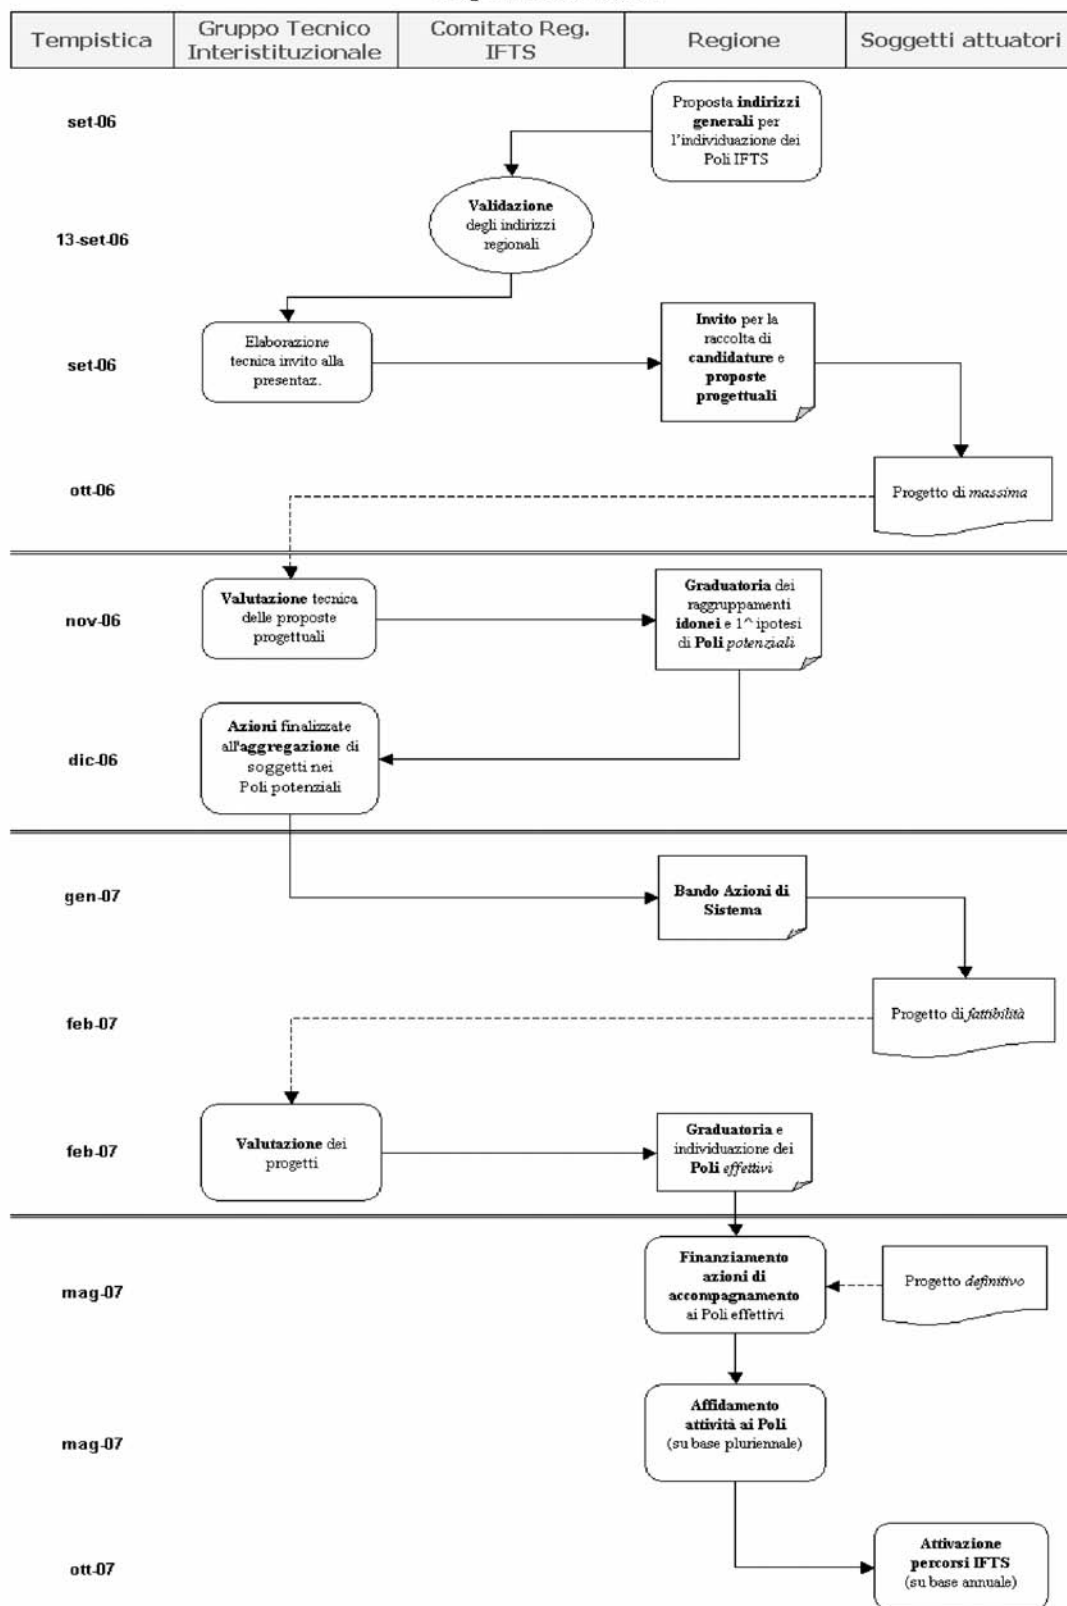 Tempistica
Gruppo Tecnico
Interistituzionale
Comitato Reg.
IFTS
Regione
Soggetti attuatori
set-06
Proposta indirizzi
generali per
l'individuazione dei
Poli IFTS
13-set-06
Validazione
degli indirizzi
regionali
set-06
Elaborazione
tecnica invito alla
presentaz.
Invito per la
raccolta di
candidature e
proposte
progettuali
ott-06
Progetto di massima
nov-06
Valutazione tecnica
delle proposte
progettuali
Graduatoria dei
raggruppamenti
idonei e 1^ ipotesi
di Poli potenziali
dic-06
Azioni finalizzate
all'aggregazione di
soggetti nei
Poli potenziali
gen-07
Bando Azioni di
Sistema
feb-07
Progetto di fattibilità
feb-07
Valutazione dei
progetti
Graduatoria e
individuazione dei
Poli effettivi
mag-07
Finanziamento
azioni di
accompagnamento
ai Poli effettivi
Progetto definitivo
mag-07
Affidamento
attività ai Poli
(su base pluriennale)
ott-07
Attivazione
percorsi IFTS
(su base annuale)